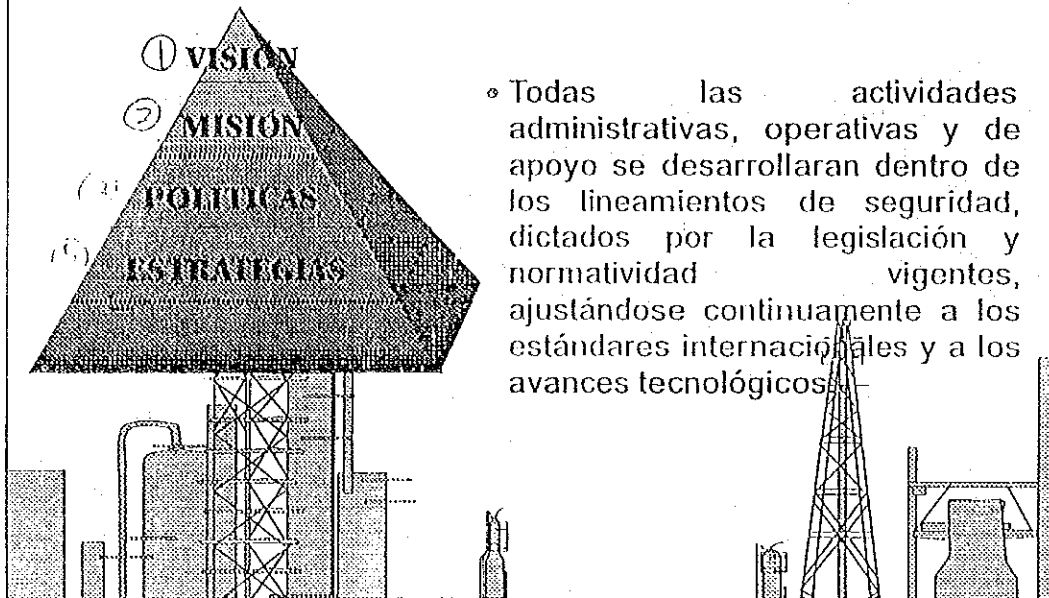 ① VISIÓN
② MISIÓN
POLITICAS
ESTRATEGIAS
• Todas las actividades
administrativas, operativas y de
apoyo se desarrollaran dentro de
los lineamientos de seguridad,
dictados por la legislación y
normatividad vigentes,
ajustándose continuamente a los
estándares internacionales y a los
avances tecnológicos